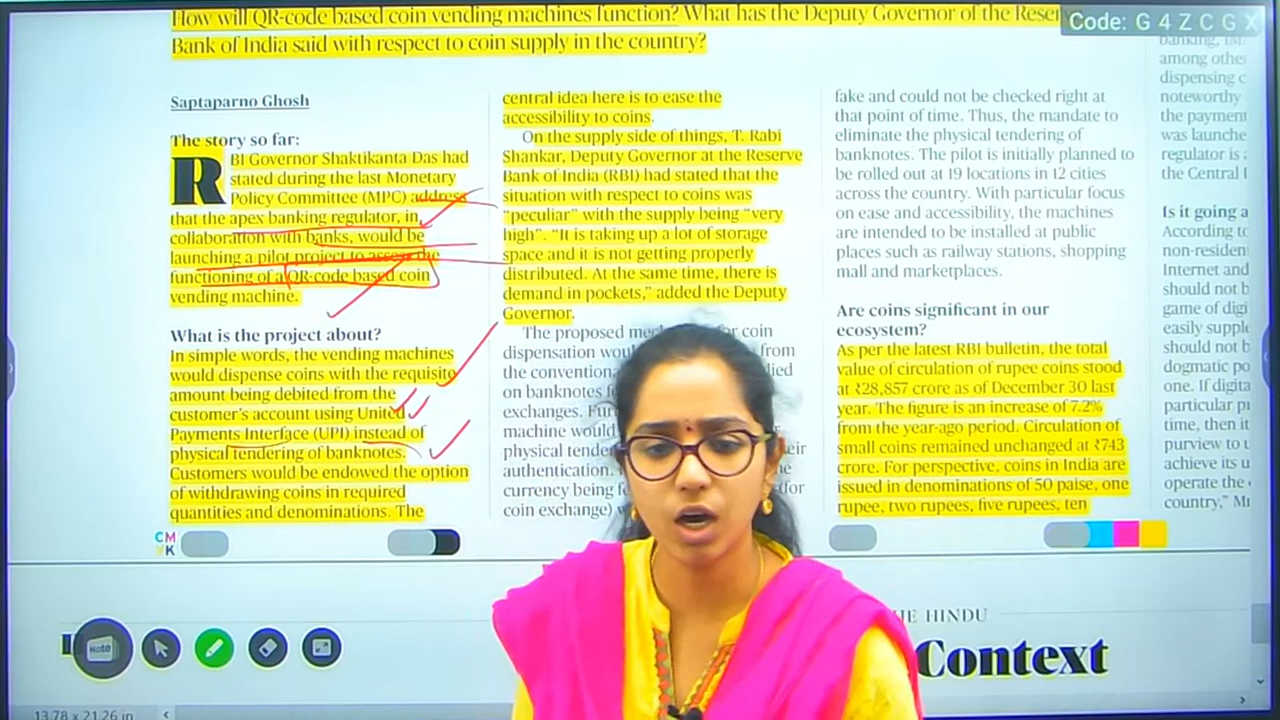 How will QR-code based coin vending machines function? What has the Deputy Governor of the Reser
Code: G 4 Z C G X
Bank of India said with respect to coin supply in the country?
Saptaparno Ghosh
The story so far:
RBI Governor Shaktikanta Das had
stated during the last Monetary
Policy Committee (MPC) address
that the apex banking regulator, in
collaboration with banks, would be
launching a pilot project to assess the
functioning of a QR-code based coin
vending machine.
What is the project about?
In simple words, the vending machines
would dispense coins with the requisite
amount being debited from the
customer's account using United
Payments Interface (UPI) instead of
physical tendering of banknotes.
Customers would be endowed the option
of withdrawing coins in required
quantities and denominations. The
central idea here is to ease the
accessibility to coins.
On the supply side of things, T. Rabi
Shankar, Deputy Governor at the Reserve
Bank of India (RBI) had stated that the
situation with respect to coins was
“peculiar” with the supply being “very
high”. “It is taking up a lot of storage
space and it is not getting properly
distributed. At the same time, there is
demand in pockets,” added the Deputy
Governor.
The proposed coin
dispensation from
the convention
on banknotes
exchanges.
machine would
physical
authentication.
currency being (for
coin exchange)
fake and could not be checked right at
that point of time. Thus, the mandate to
eliminate the physical tendering of
banknotes. The pilot is initially planned to
be rolled out at 19 locations in 12 cities
across the country. With particular focus
on ease and accessibility, the machines
are intended to be installed at public
places such as railway stations, shopping
mall and marketplaces.
Are coins significant in our
ecosystem?
As per the latest RBI bulletin, the total
value of circulation of rupee coins stood
at ₹28,857 crore as of December 30 last
year. The figure is an increase of 7.2%
from the year-ago period. Circulation of
small coins remained unchanged at ₹743
crore. For perspective, coins in India are
issued in denominations of 50 paise, one
rupee, two rupees, five rupees, ten
among othe
dispensing c
noteworthy
the payment
was launche
regulator is
the Central
Is it going a
According to
non-residen
Internet and
should not b
game of digi
easily supple
should not b
dogmatic po
one. If digita
particular
time, then it
purview to
achieve its
operate the
country,”
CM
YK
HE HINDU
Context
Note
13.78 x 21.26 in